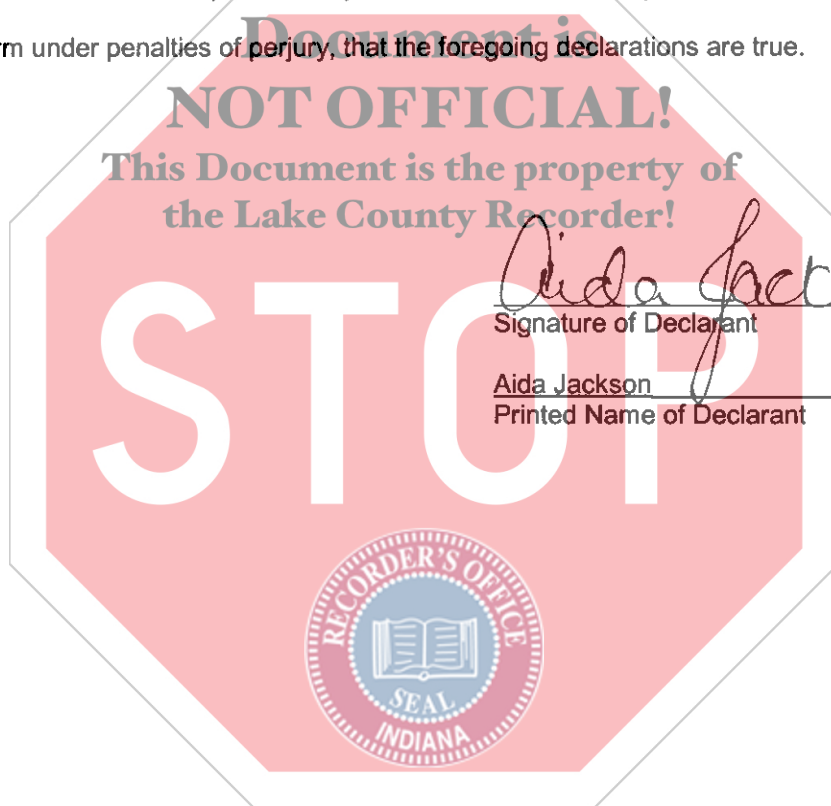 Document is
rm under penalties of perjury, that the foregoing declarations are true.
NOT OFFICIAL!
This Document is the property of
the Lake County Recorder!
Aida Jack
Signature of Declarant
Aida Jackson
Printed Name of Declarant
STOP
RECORDER'S OFFICE
SEAL
INDIANA